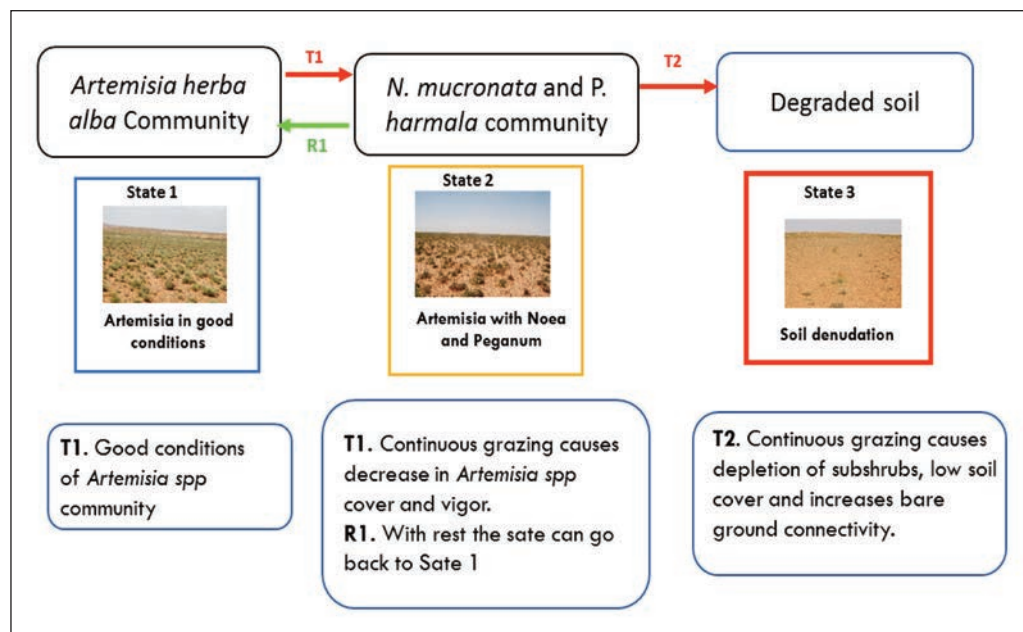 T1
T2
Artemisia herba
alba Community
N. mucronata and P.
harmala community
Degraded soil
R1
State 1
State 2
State 3
Artemisia in good
conditions
Artemisia with Noea
and Peganum
Soil denudation
T1. Good conditions
of Artemisia spp
community
T1. Continuous grazing causes
decrease in Artemisia spp
cover and vigor.
R1. With rest the sate can go
back to Sate 1
T2. Continuous grazing causes
depletion of subshrubs, low soil
cover and increases bare
ground connectivity.